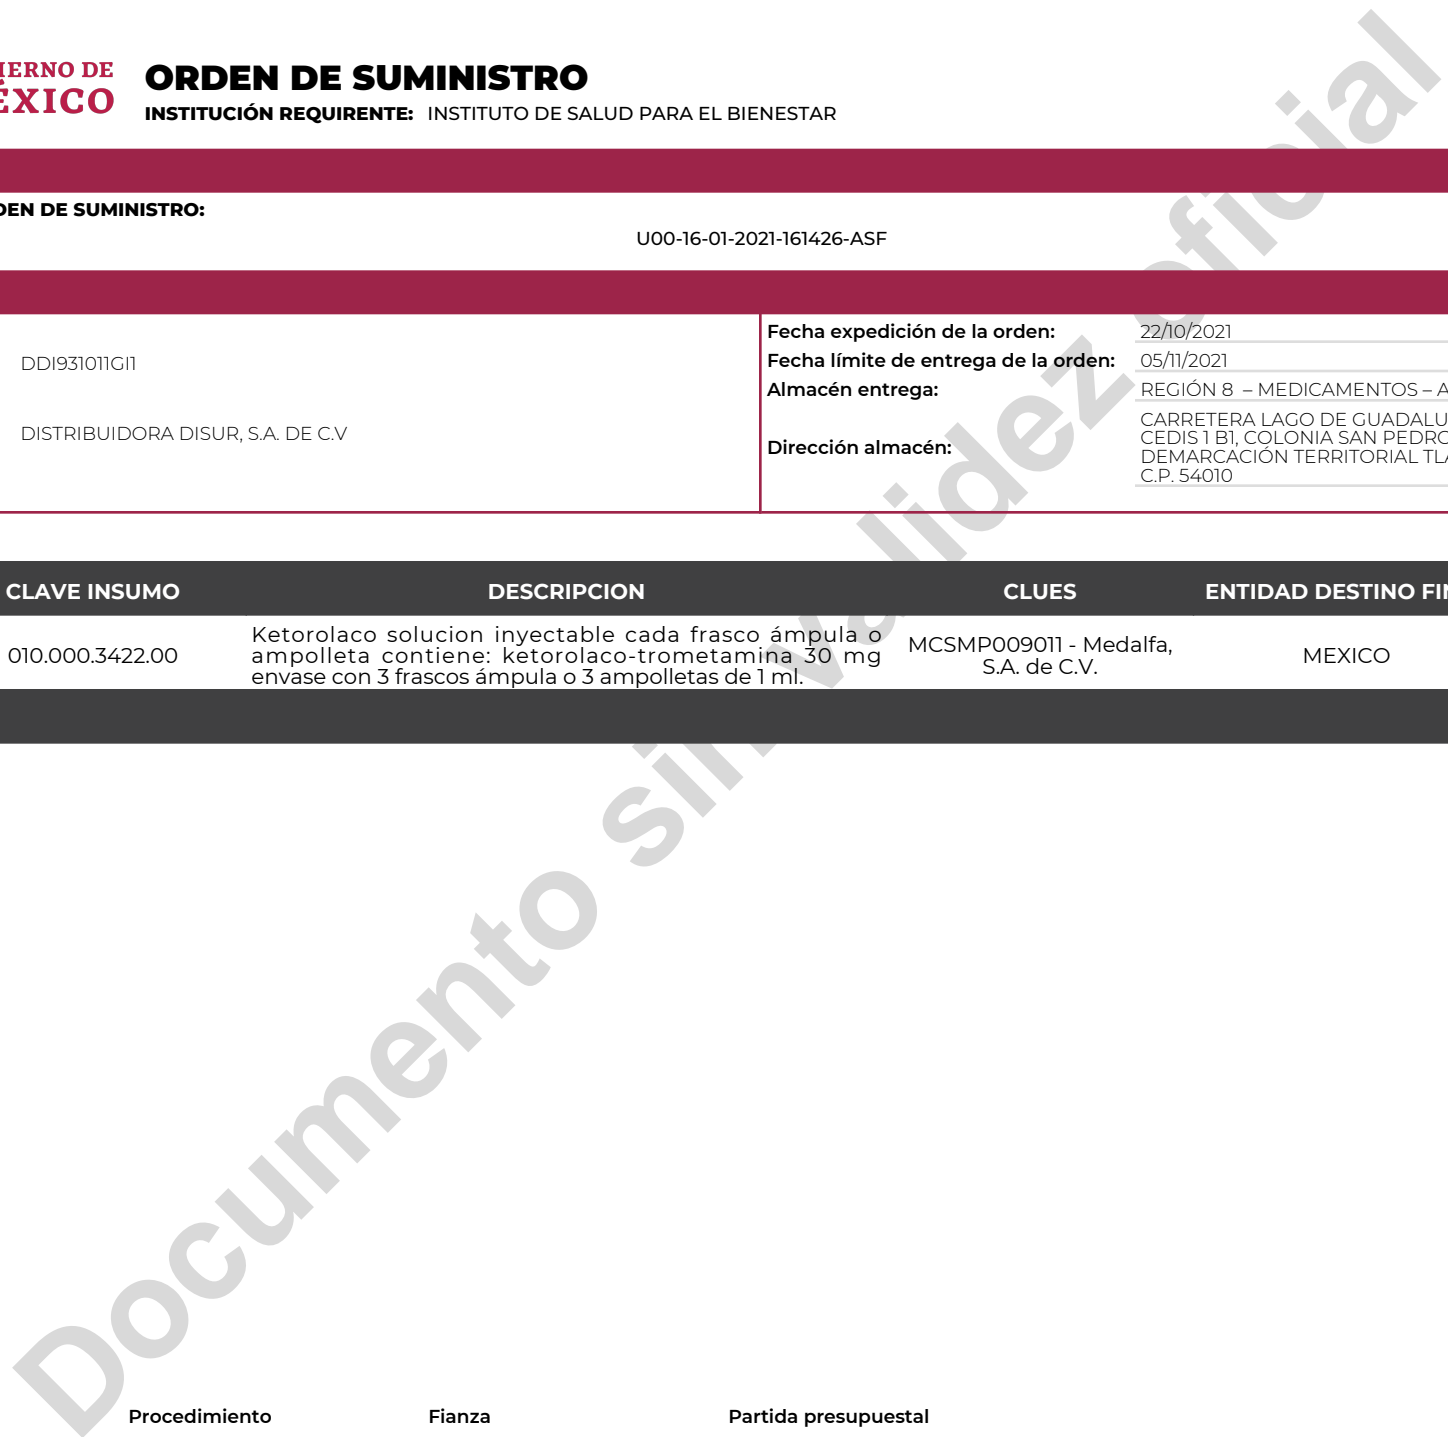 IERNO DE
ÉXICO
ORDEN DE SUMINISTRO
INSTITUCIÓN REQUIRENTE: INSTITUTO DE SALUD PARA EL BIENESTAR
DEN DE SUMINISTRO:
U00-16-01-2021-161426-ASF
DDI931011GI1
DISTRIBUIDORA DISUR, S.A. DE C.V
Fecha expedición de la orden: 22/10/2021
Fecha límite de entrega de la orden: 05/11/2021
Almacén entrega: REGIÓN 8 – MEDICAMENTOS – A
Dirección almacén:
CARRETERA LAGO DE GUADALU
CEDIS 1 B1, COLONIA SAN PEDRO
DEMARCACIÓN TERRITORIAL TLA
C.P. 54010
CLAVE INSUMO DESCRIPCION CLUES ENTIDAD DESTINO FIN
010.000.3422.00
Ketorolaco solucion inyectable cada frasco ámpula o
ampolleta contiene: ketorolaco-trometamina 30 mg
envase con 3 frascos ámpula o 3 ampolletas de 1 ml.
MCSMP009011 - Medalfa,
S.A. de C.V.
MEXICO
Documento sin validez oficial
Procedimiento Fianza Partida presupuestal